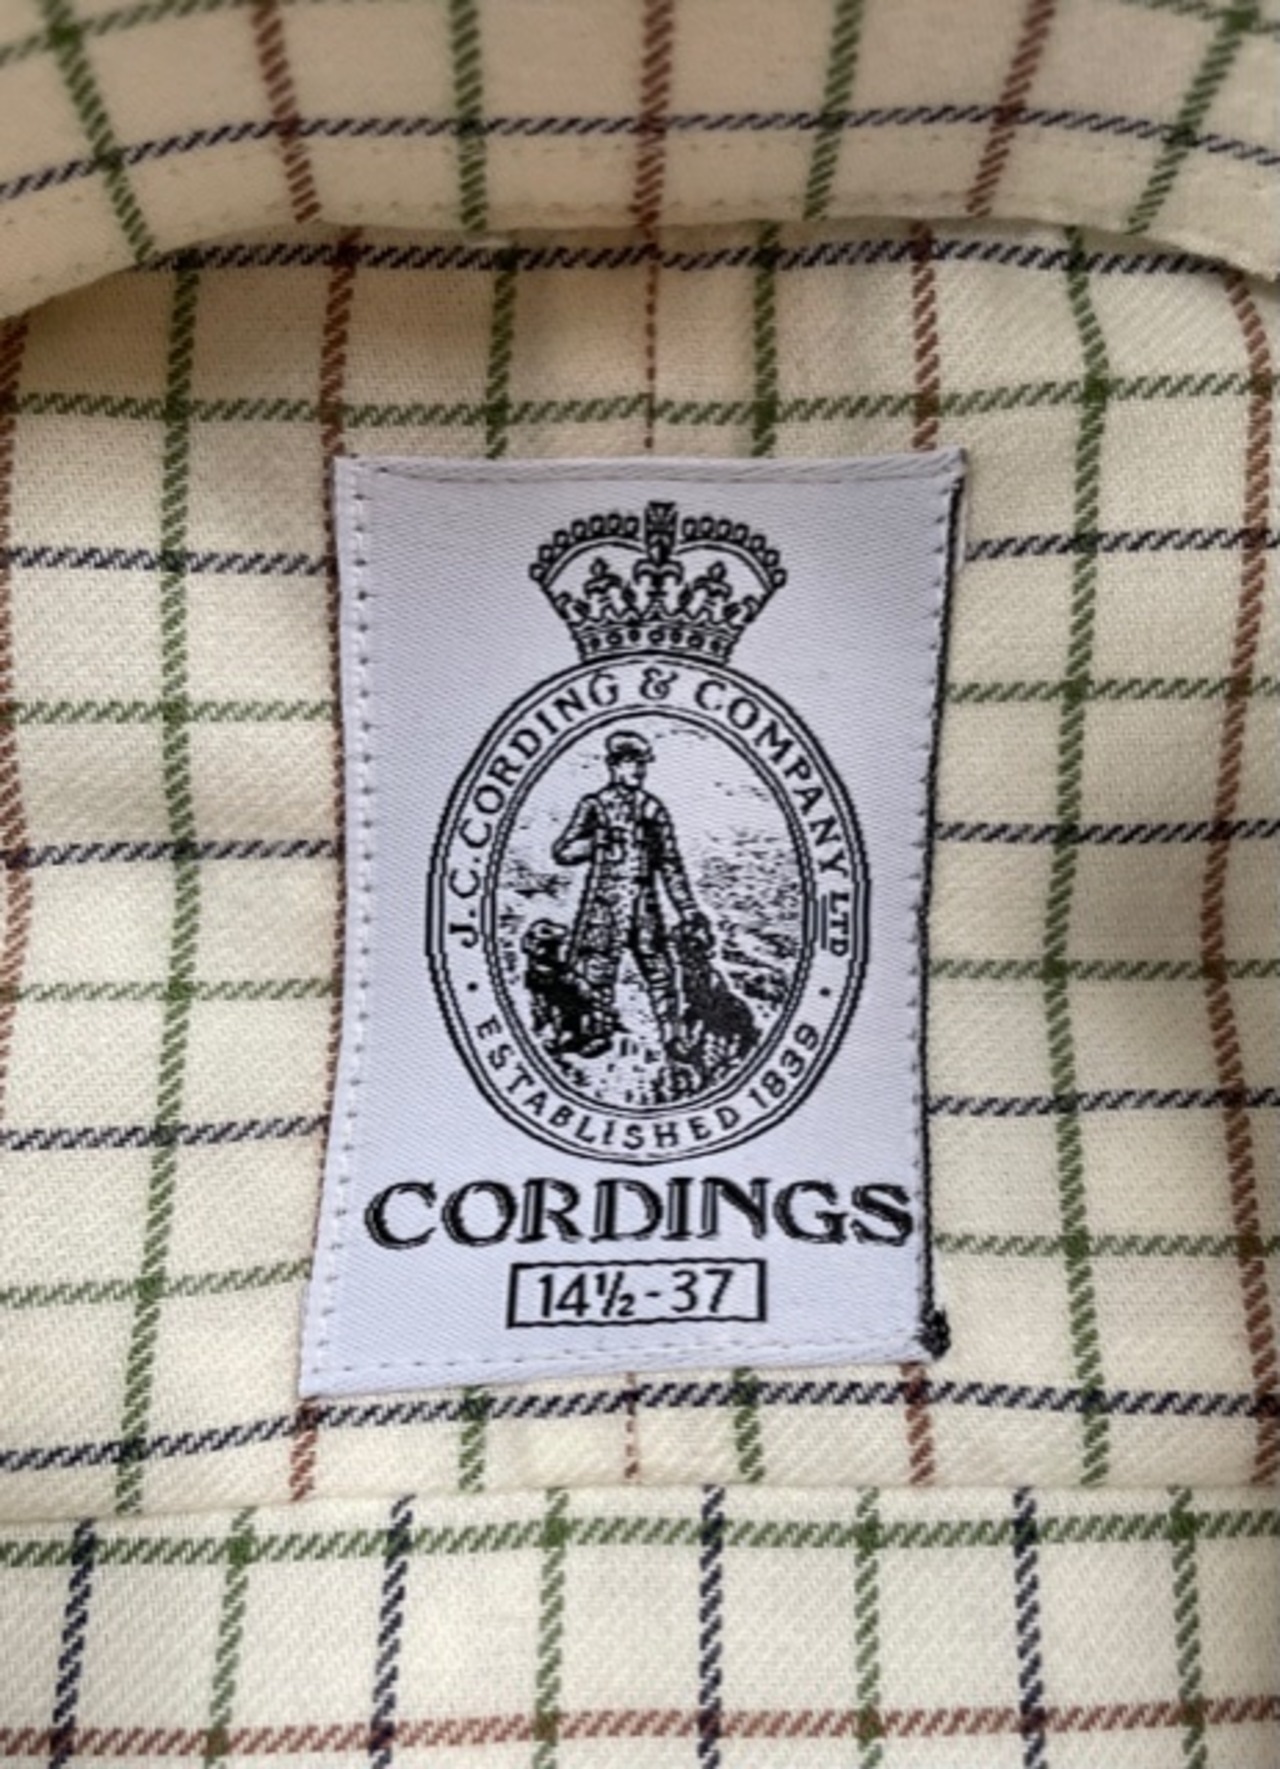 J.C.CORDING & COMPANY LTD
· ESTABLISHED 1839 ·
CORDINGS
14½-37